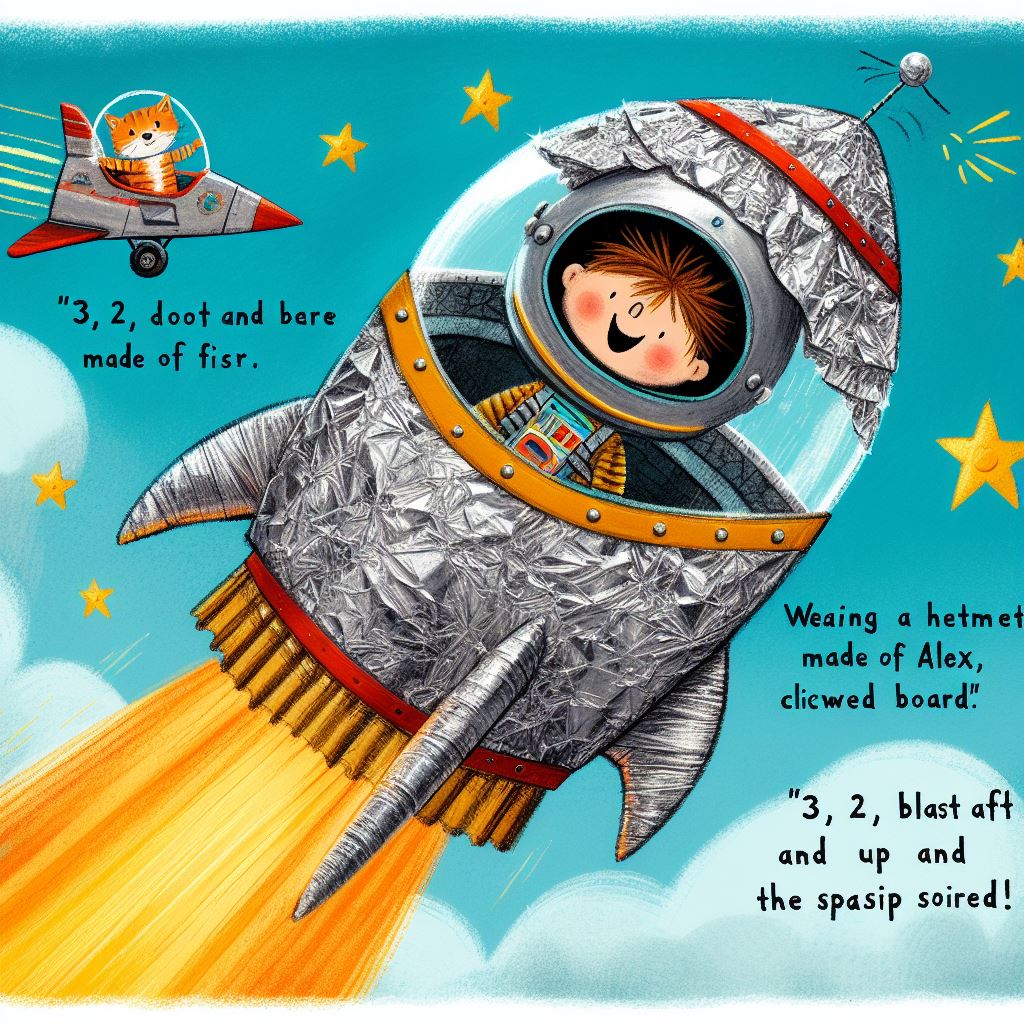 "3, 2, doot and bere
made of fisr.
Weaing a hetmet
made of Alex,
clicwed board."
"3, 2, blast aft
and up and
the spasip soired!